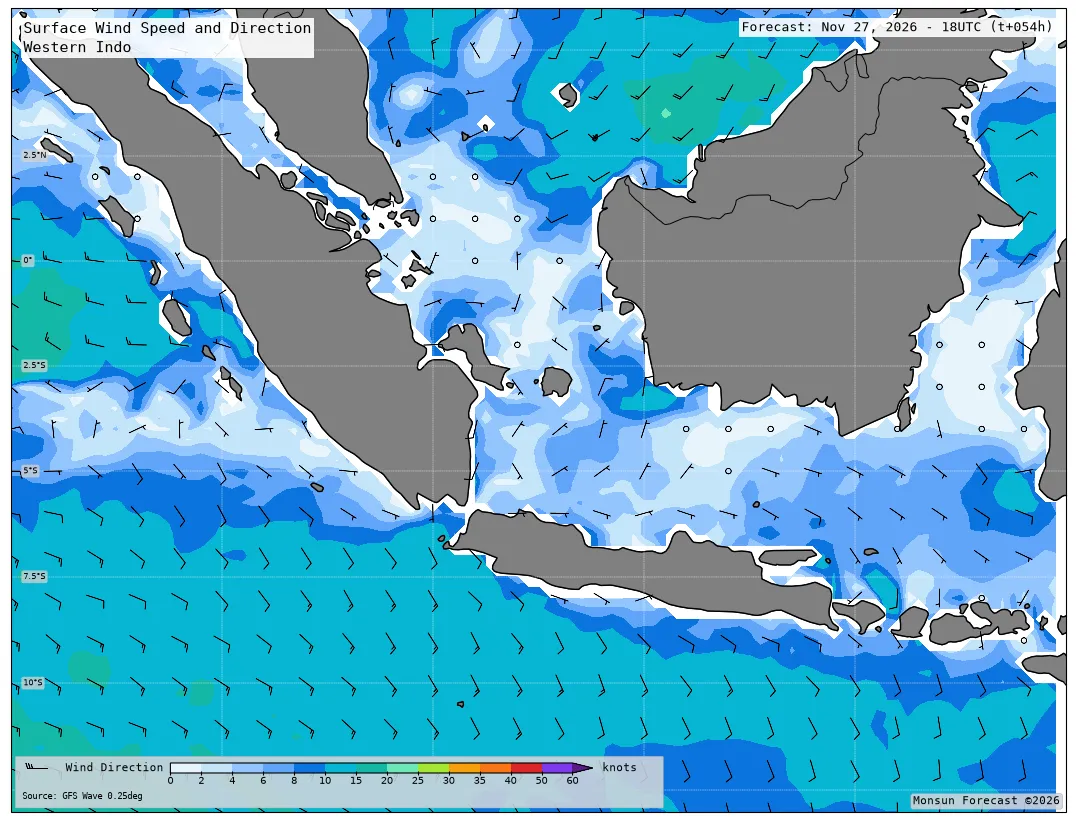 Surface Wind Speed and Direction
Western Indo
Forecast: Nov 27, 2026 - 18UTC (t+054h)
2.5°N
0°
2.5°S
5°S
7.5°S
10°S
Wind Direction
0 2 4 6 8 10 15 20 25 30 35 40 50 60
knots
Source: GFS Wave 0.25deg
Monsun Forecast ©2026